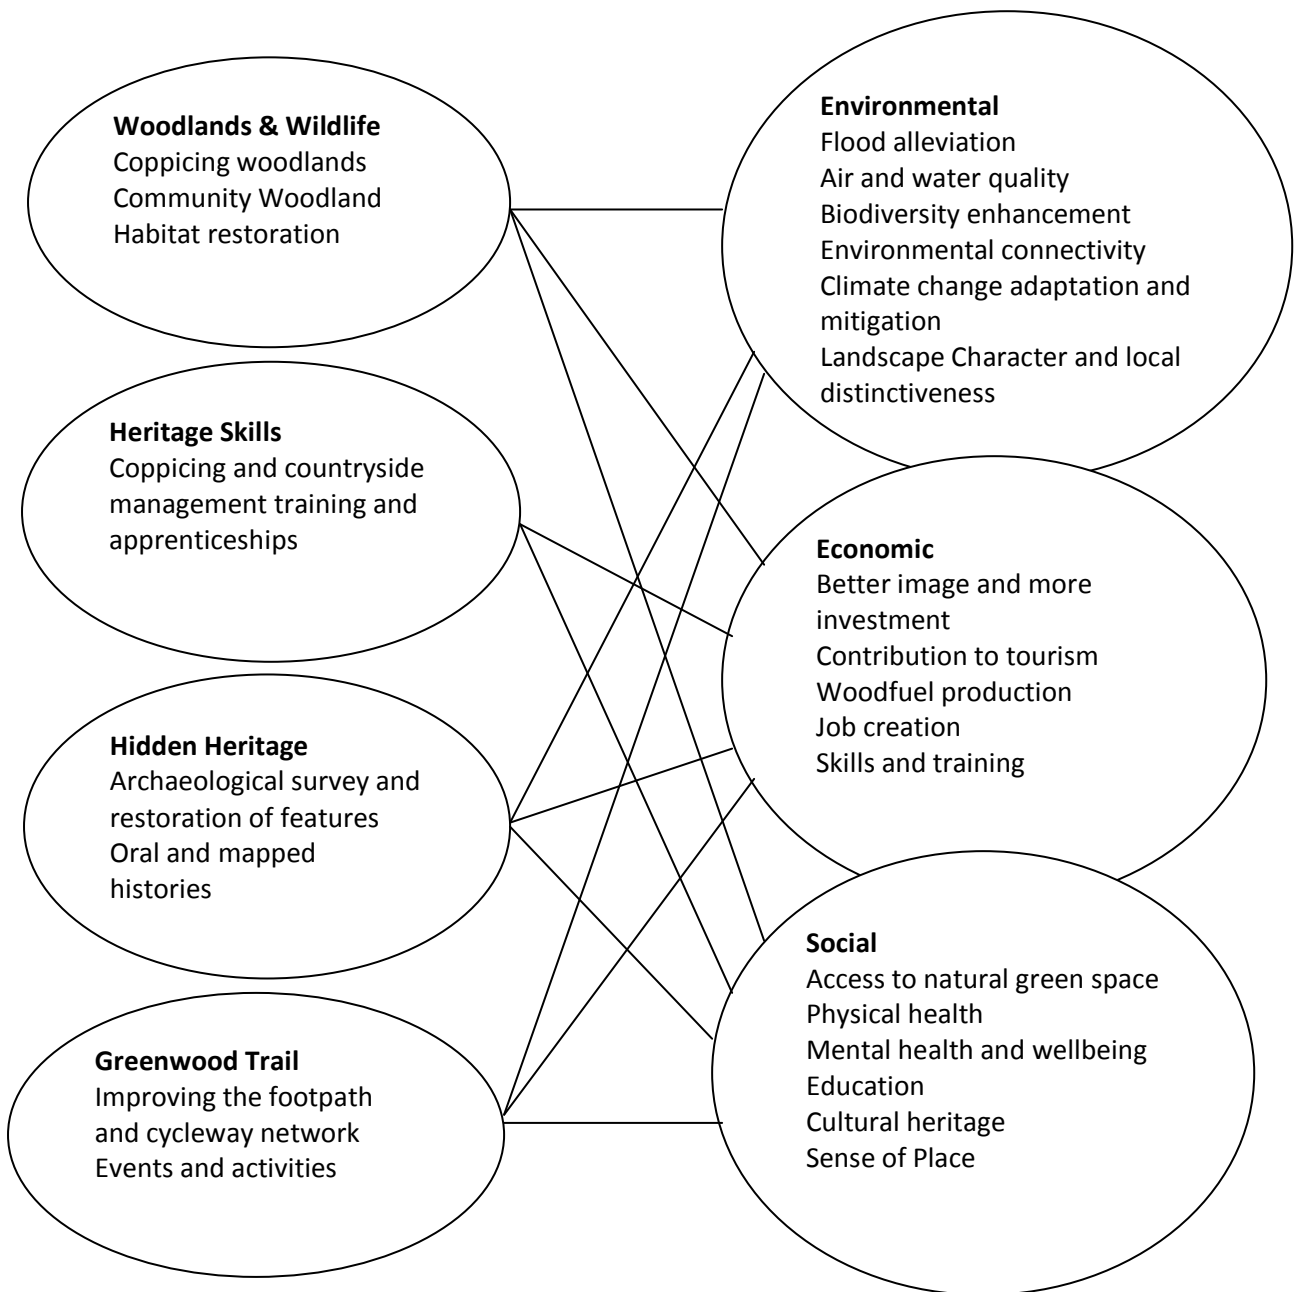 Woodlands & Wildlife
Coppicing woodlands
Community Woodland
Habitat restoration
Heritage Skills
Coppicing and countryside
management training and
apprenticeships
Hidden Heritage
Archaeological survey and
restoration of features
Oral and mapped
histories
Greenwood Trail
Improving the footpath
and cycleway network
Events and activities
Environmental
Flood alleviation
Air and water quality
Biodiversity enhancement
Environmental connectivity
Climate change adaptation and
mitigation
Landscape Character and local
distinctiveness
Economic
Better image and more
investment
Contribution to tourism
Woodfuel production
Job creation
Skills and training
Social
Access to natural green space
Physical health
Mental health and wellbeing
Education
Cultural heritage
Sense of Place